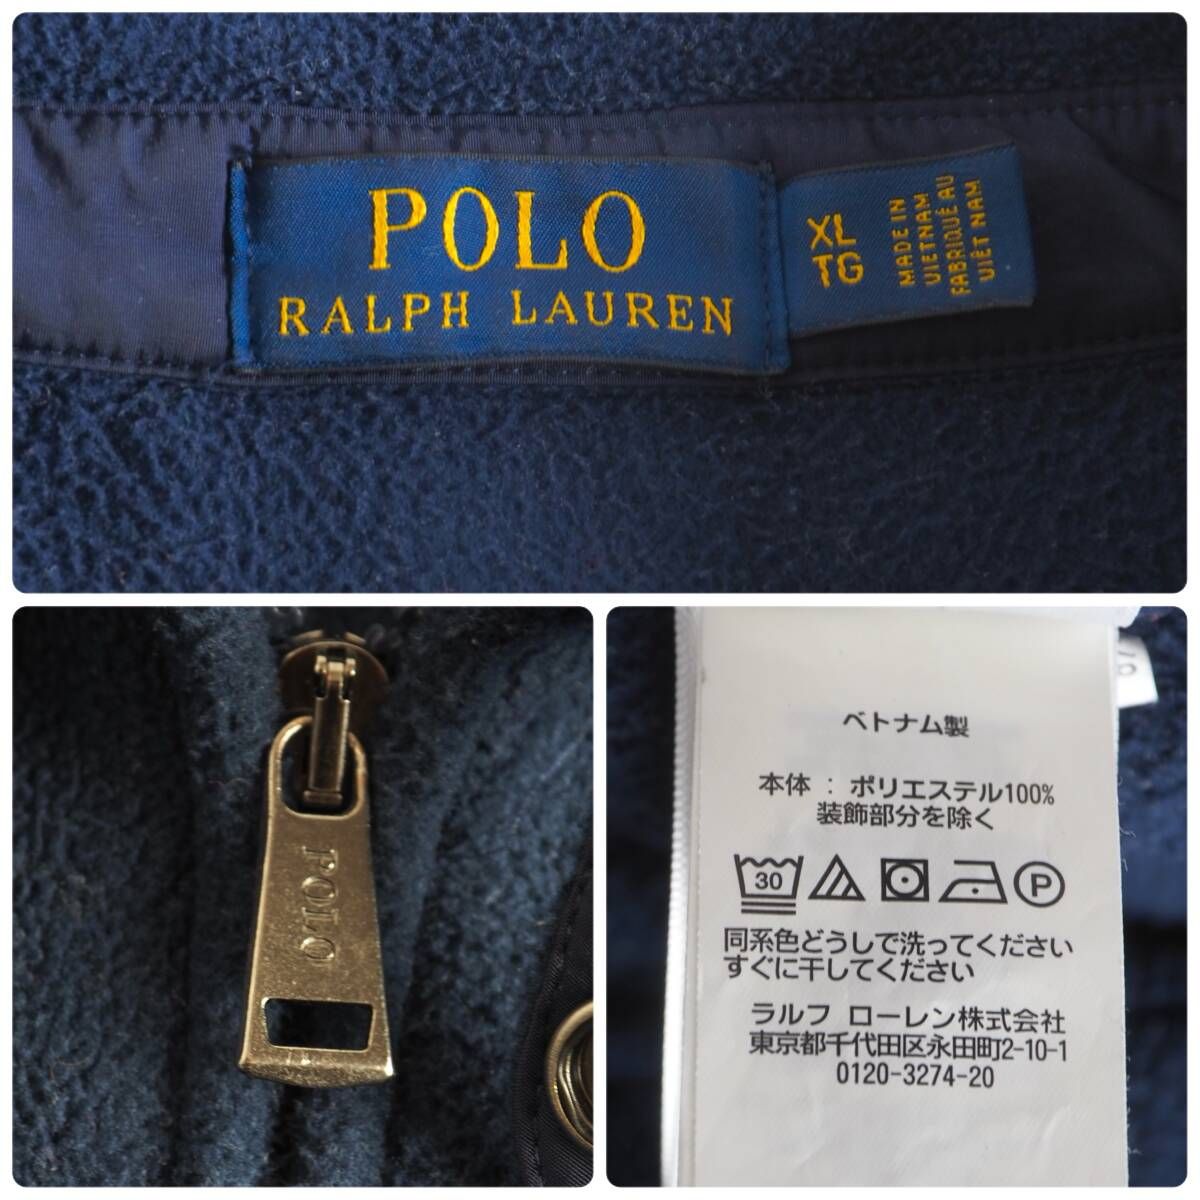 POLO
RALPH LAUREN
XL
TG
MADE IN
VIETNAM
FABRIQUÉ AU
VIÊT NAM
POLO
ベトナム製
本体 : ポリエステル100%
装飾部分を除く
30
P
同系色どうしで洗ってください
すぐに干してください
ラルフ ローレン株式会社
東京都千代田区永田町2-10-1
0120-3274-20